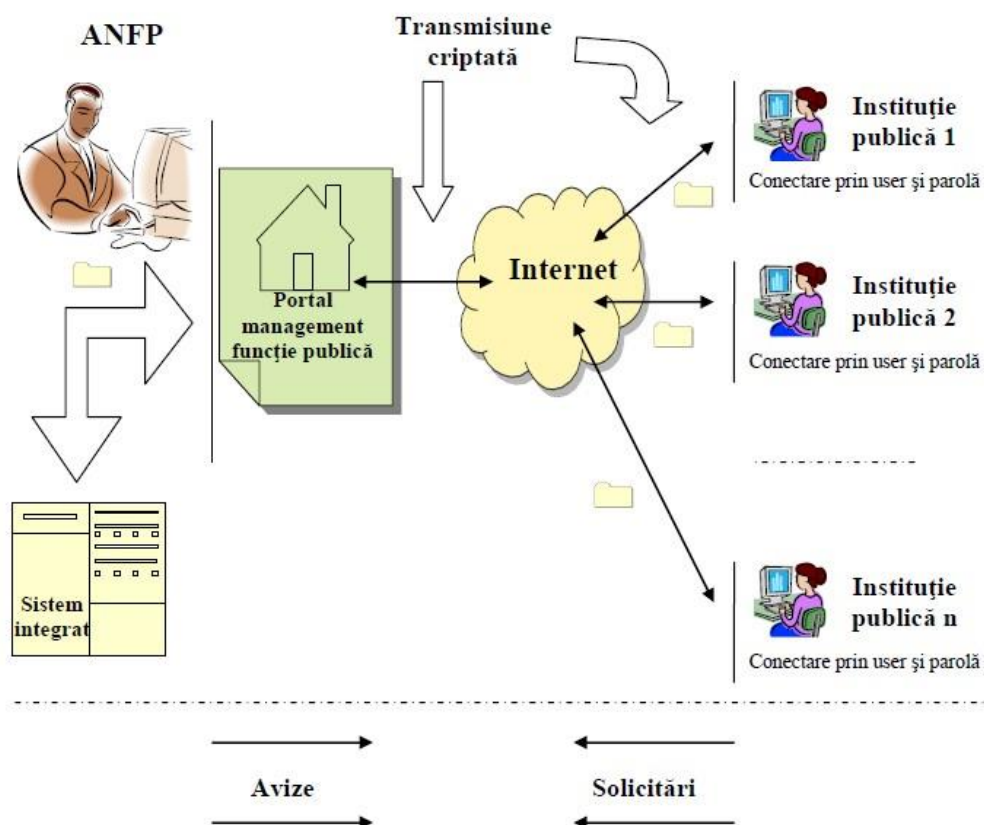 ANFP
Transmisiune
criptată
Instituţie
publică 1
Conectare prin user şi parolă
Internet
Portal
management
funcţie publică
Instituţie
publică 2
Conectare prin user şi parolă
Sistem
integrat
Instituţie
publică n
Conectare prin user şi parolă
Avize
Solicitări